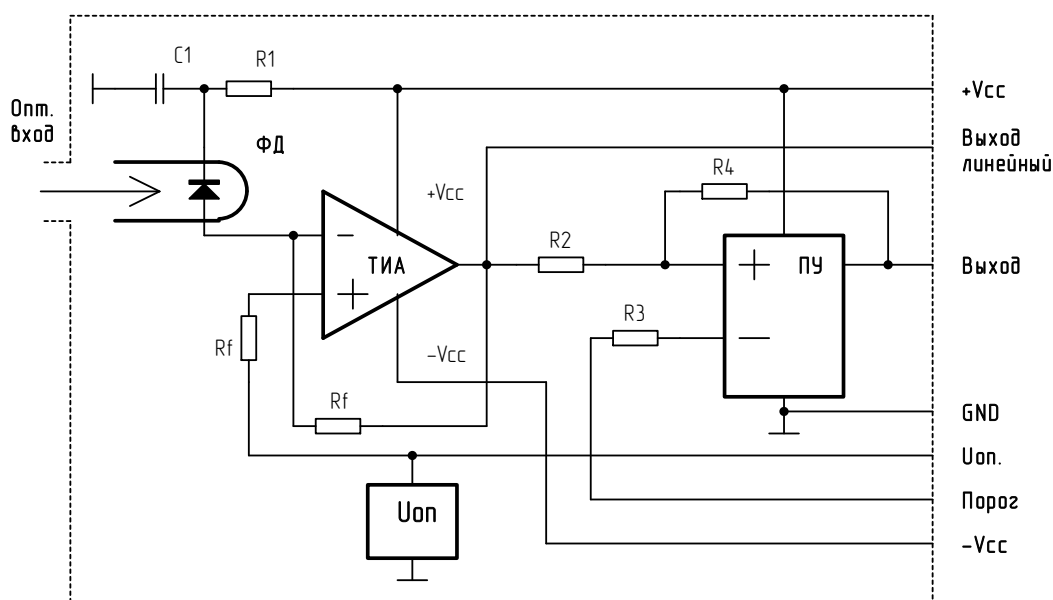 C1
R1
+Vcc
Опт.
вход
ФД
Выход
линейный
R4
+Vcc
R2
ТИА
ПУ
Выход
R3
Rf
-Vcc
Rf
GND
Uоп.
Uоп
Порог
-Vcc